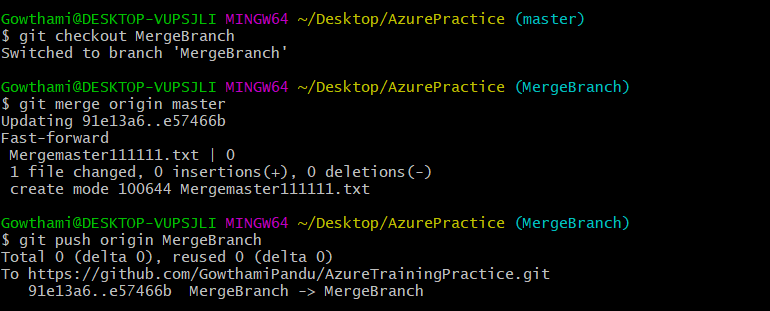 Gowthami@DESKTOP-VUPSJLI MINGW64 ~/Desktop/AzurePractice (master)
$ git checkout MergeBranch
Switched to branch 'MergeBranch'
Gowthami@DESKTOP-VUPSJLI MINGW64 ~/Desktop/AzurePractice (MergeBranch)
$ git merge origin master
Updating 91e13a6..e57466b
Fast-forward
 Mergemaster111111.txt | 0
 1 file changed, 0 insertions(+), 0 deletions(-)
 create mode 100644 Mergemaster111111.txt
Gowthami@DESKTOP-VUPSJLI MINGW64 ~/Desktop/AzurePractice (MergeBranch)
$ git push origin MergeBranch
Total 0 (delta 0), reused 0 (delta 0)
To https://github.com/GowthamiPandu/AzureTrainingPractice.git
   91e13a6..e57466b  MergeBranch -> MergeBranch